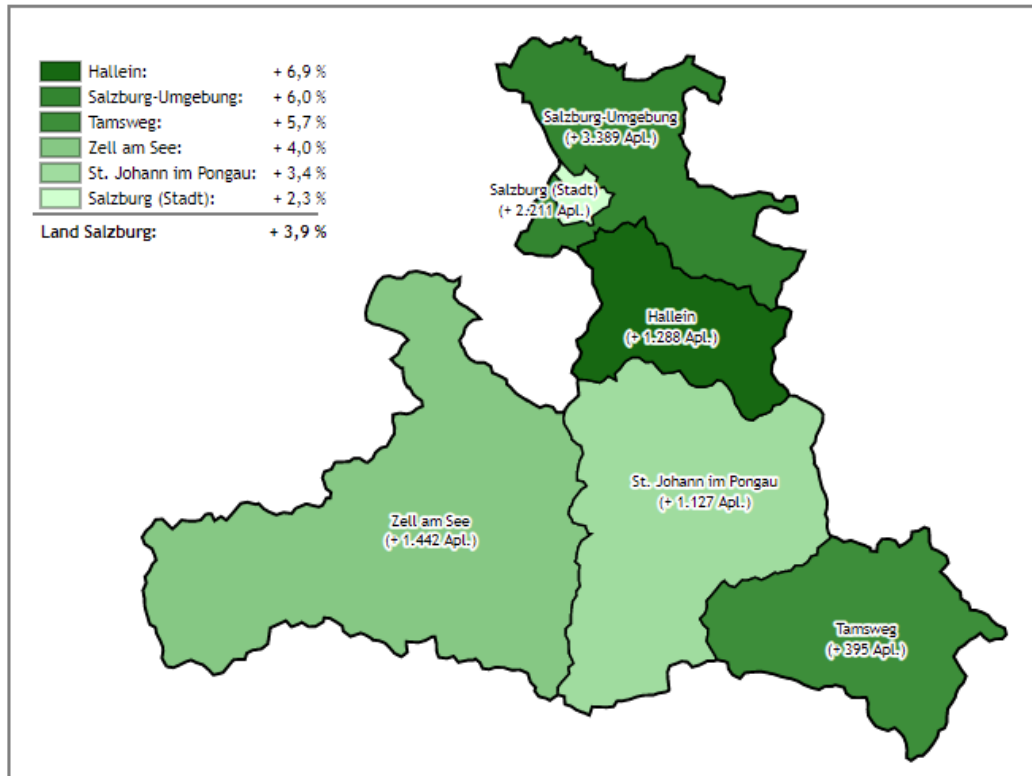 Hallein: + 6,9 %
Salzburg-Umgebung: + 6,0 %
Tamsweg: + 5,7 %
Zell am See: + 4,0 %
St. Johann im Pongau: + 3,4 %
Salzburg (Stadt): + 2,3 %
Land Salzburg: + 3,9 %
Salzburg-Umgebung
(+ 3.389 Apl.)
Salzburg (Stadt)
(+ 2.211 Apl.)
Hallein
(+ 1.288 Apl.)
St. Johann im Pongau
(+ 1.127 Apl.)
Zell am See
(+ 1.442 Apl.)
Tamsweg
(+ 395 Apl.)